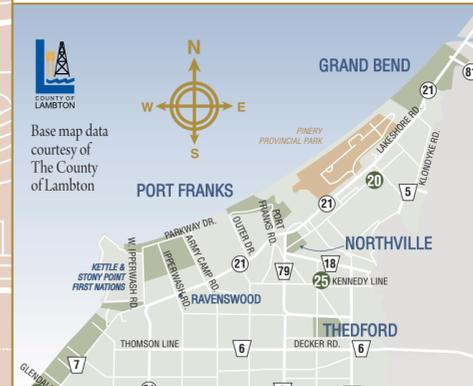 N
W
E
S
COUNTY OF
LAMBTON
Base map data
courtesy of
The County
of Lambton
GRAND BEND
21
81
PINERY
PROVINCIAL PARK
LAKESHORE RD.
KLONDYKE RD.
20
5
PORT FRANKS
21
PARKWAY DR.
OUTER DR.
PORT
FRANKS RD.
NORTHVILLE
W. IPPERWASH RD.
ARMY CAMP RD.
IPPERWASH RD.
KETTLE &
STONY POINT
FIRST NATIONS
21
79
18
25
KENNEDY LINE
RAVENSWOOD
THEDFORD
THOMSON LINE
6
DECKER RD.
6
7